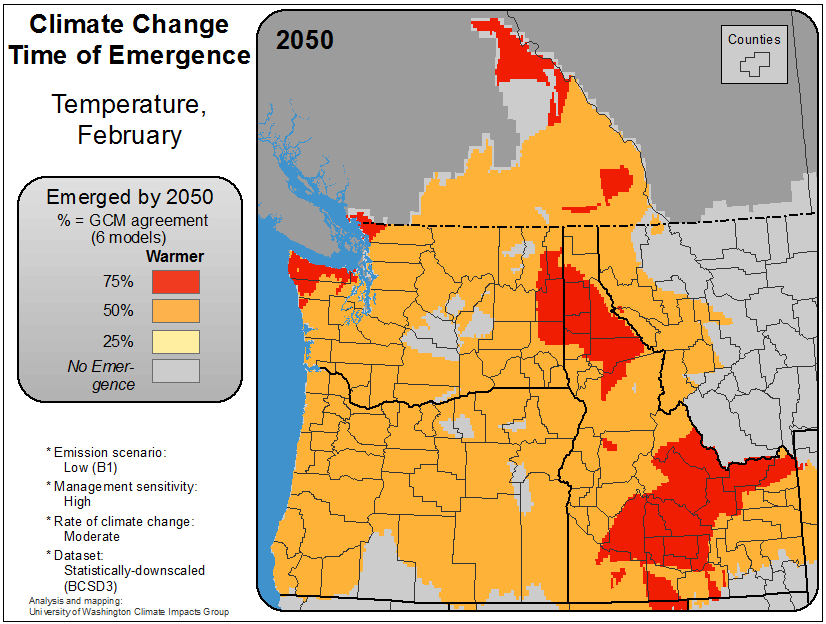 Climate Change
Time of Emergence
Temperature,
February
Emerged by 2050
% = GCM agreement
(6 models)
Warmer
75%
50%
25%
No Emer-
gence
* Emission scenario:
Low (B1)
* Management sensitivity:
High
* Rate of climate change:
Moderate
* Dataset:
Statistically-downscaled
(BCSD3)
Analysis and mapping:
University of Washington Climate Impacts Group
2050
Counties